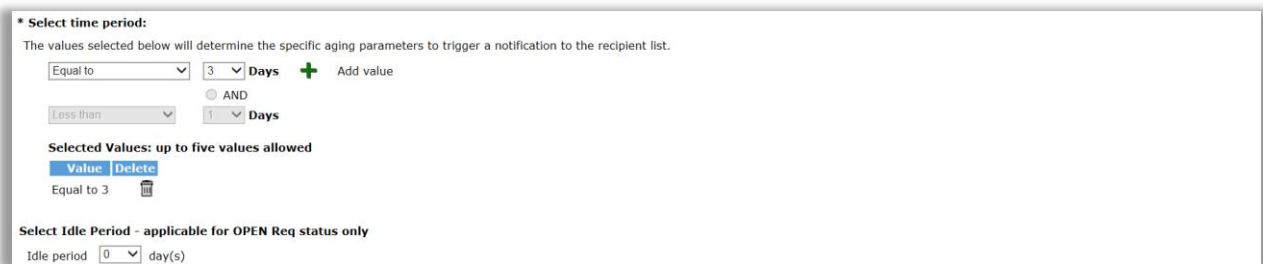 * Select time period:
The values selected below will determine the specific aging parameters to trigger a notification to the recipient list.
Equal to 3 Days Add value
AND
Less than 1 Days
Selected Values: up to five values allowed
Value Delete
Equal to 3
Select Idle Period - applicable for OPEN Req status only
Idle period 0 day(s)